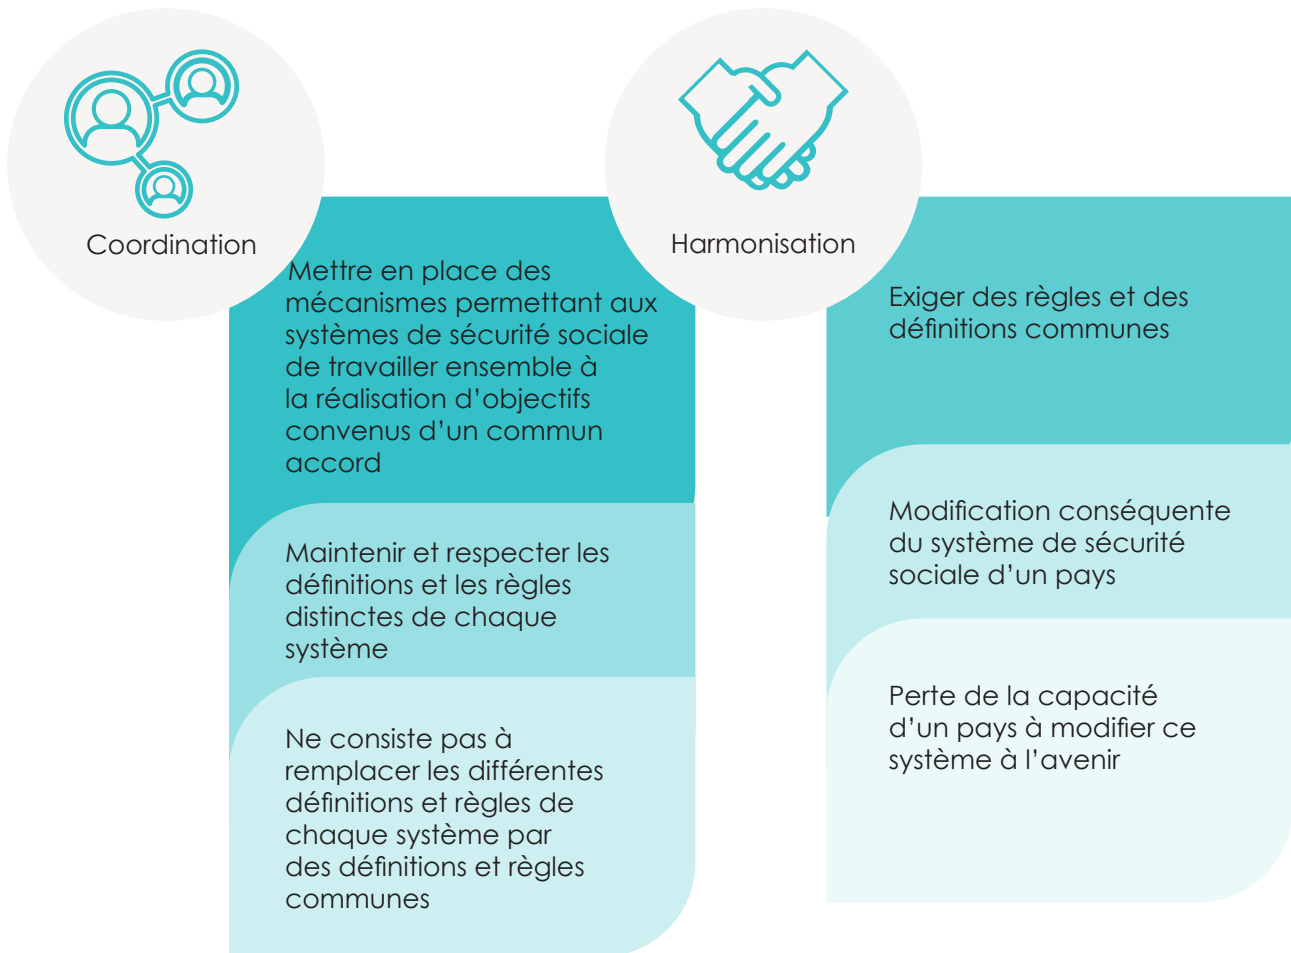 Coordination
Mettre en place des
mécanismes permettant aux
systèmes de sécurité sociale
de travailler ensemble à
la réalisation d’objectifs
convenus d’un commun
accord
Maintenir et respecter les
définitions et les règles
distinctes de chaque
système
Ne consiste pas à
remplacer les différentes
définitions et règles de
chaque système par
des définitions et règles
communes
Harmonisation
Exiger des règles et des
définitions communes
Modification conséquente
du système de sécurité
sociale d’un pays
Perte de la capacité
d’un pays à modifier ce
système à l’avenir